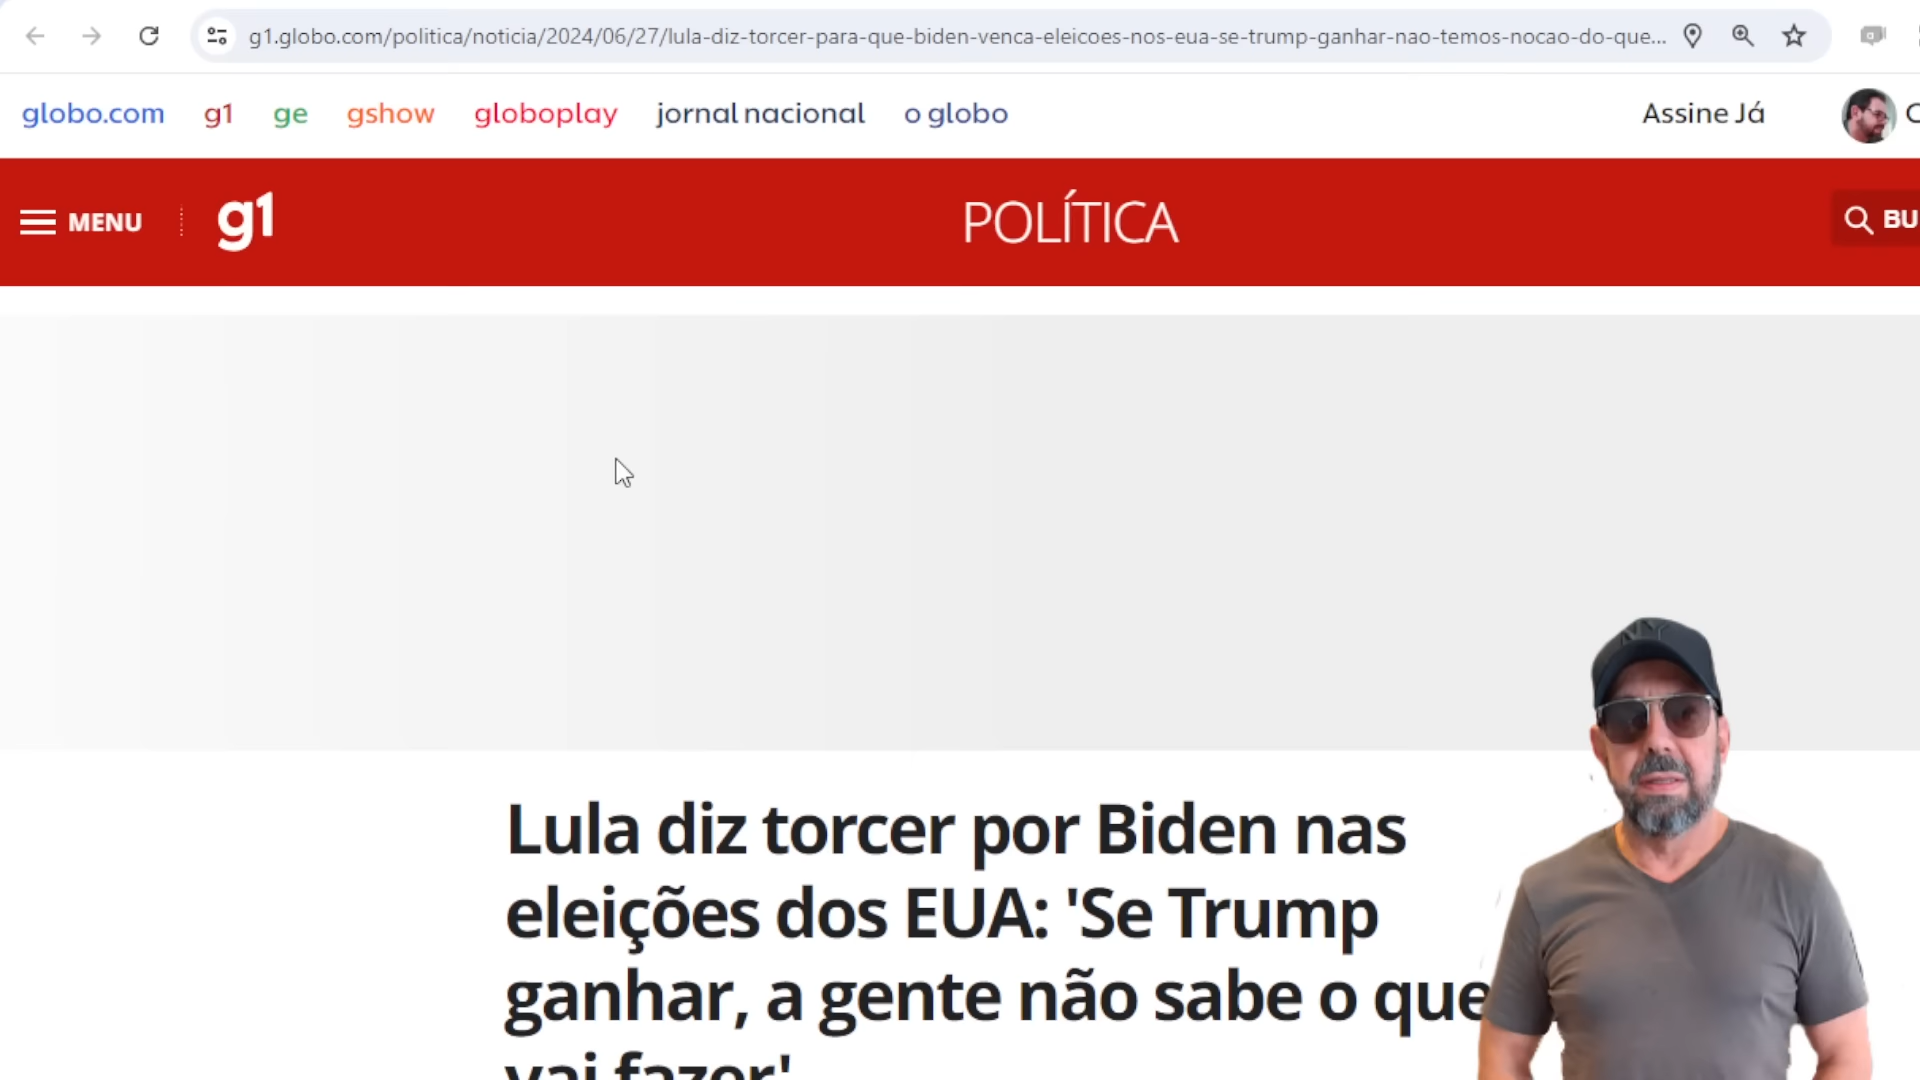 g1.globo.com/politica/noticia/2024/06/27/lula-diz-torcer-para-que-biden-venca-eleicoes-nos-eua-se-trump-ganhar-nao-temos-nocao-do-que...
globo.com g1 ge gshow globoplay jornal nacional o globo Assine Já C
MENU g1 POLÍTICA BU
Lula diz torcer por Biden nas
eleições dos EUA: 'Se Trump
ganhar, a gente não sabe o que
vai fazer'
NY